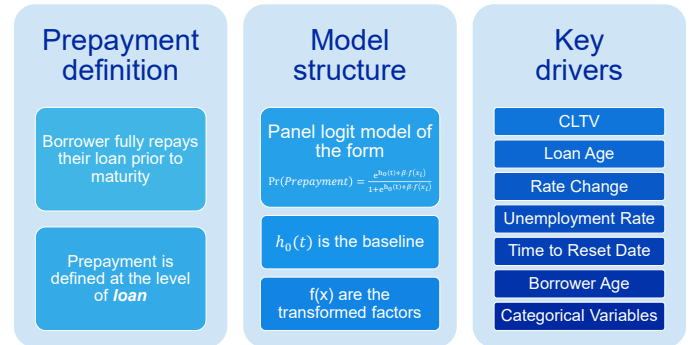 Prepayment
definition
Borrower fully repays
their loan prior to
maturity
Prepayment is
defined at the level
of loan
Model
structure
Panel logit model of
the form
Pr(Prepayment) = e^{h₀(t)+β·f(x_i)} / 1+e^{h₀(t)+β·f(x_i)}
h₀(t) is the baseline
f(x) are the
transformed factors
Key
drivers
CLTV
Loan Age
Rate Change
Unemployment Rate
Time to Reset Date
Borrower Age
Categorical Variables